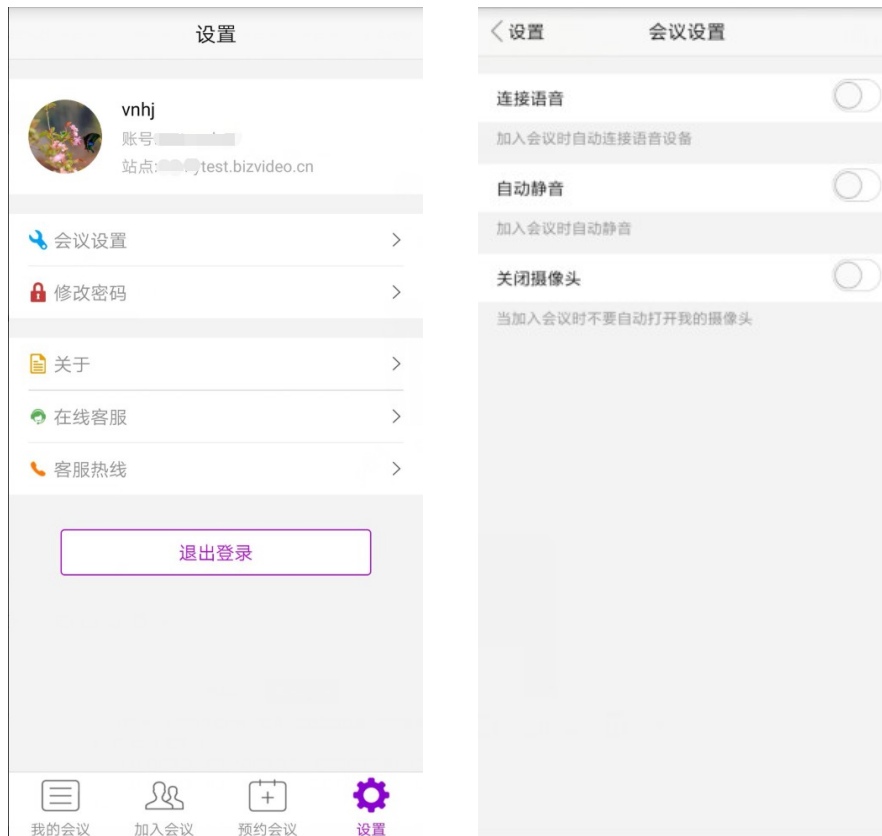 设置
vnhj
账号
站点: ytest.bizvideo.cn
会议设置
修改密码
关于
在线客服
客服热线
退出登录
我的会议
加入会议
预约会议
设置
设置
会议设置
连接语音
加入会议时自动连接语音设备
自动静音
加入会议时自动静音
关闭摄像头
当加入会议时不要自动打开我的摄像头